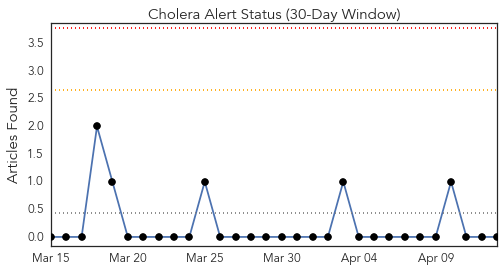 Cholera Alert Status (30-Day Window)
Articles Found
3.5
3.0
2.5
2.0
1.5
1.0
0.5
0.0
Mar 15 Mar 20 Mar 25 Mar 30 Apr 04 Apr 09